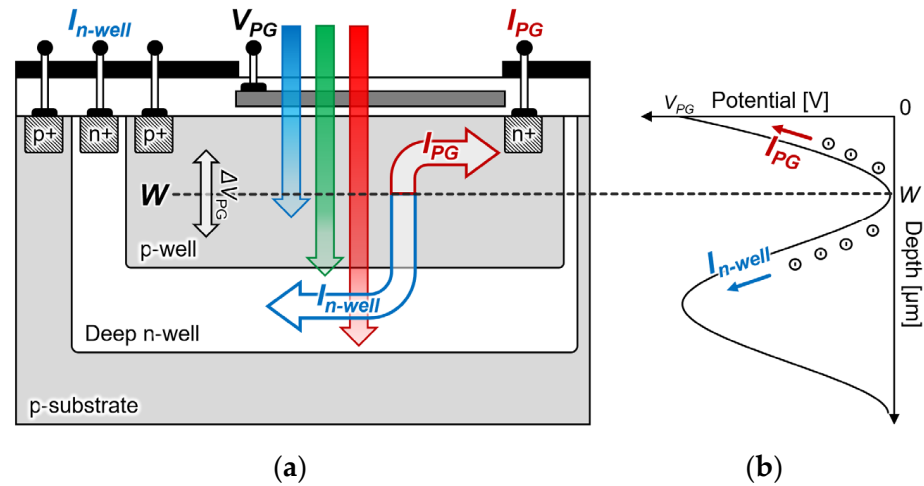 I_n-well V_PG I_PG
p+ n+ p+ n+
I_PG
ΔV_PG
W
p-well
I_n-well
Deep n-well
p-substrate
(a)
V_PG Potential [V] 0
I_PG
W
I_n-well
Depth [μm]
(b)